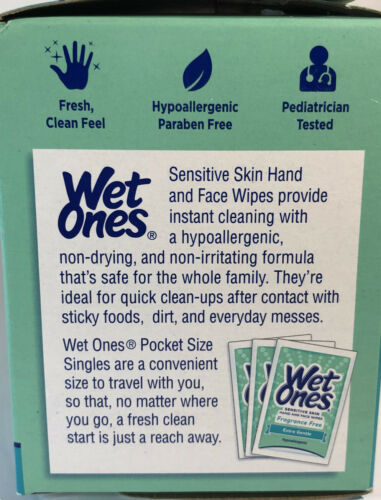 Fresh,
Clean Feel
Hypoallergenic
Paraben Free
Pediatrician
Tested
Wet
Ones®
Sensitive Skin Hand
and Face Wipes provide
instant cleaning with
a hypoallergenic,
non-drying, and non-irritating formula
that's safe for the whole family. They're
ideal for quick clean-ups after contact with
sticky foods, dirt, and everyday messes.
Wet Ones® Pocket Size
Singles are a convenient
size to travel with you,
so that, no matter where
you go, a fresh clean
start is just a reach away.
Wet
Ones
SENSITIVE SKIN
HAND AND FACE WIPES
Fragrance Free
Extra Gentle
Hypoallergenic